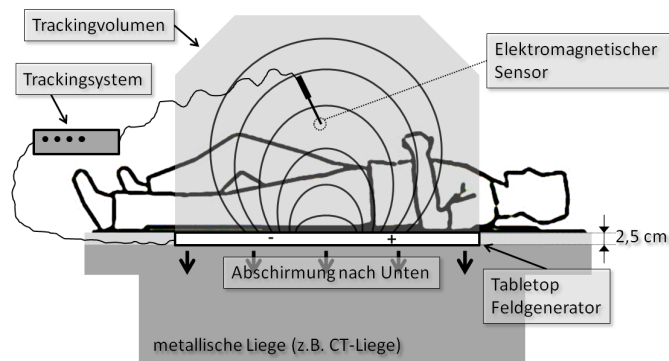 Trackingvolumen
Trackingsystem
Elektromagnetischer
Sensor
- +
2,5 cm
Abschirmung nach Unten
Tabletop
Feldgenerator
metallische Liege (z.B. CT-Liege)